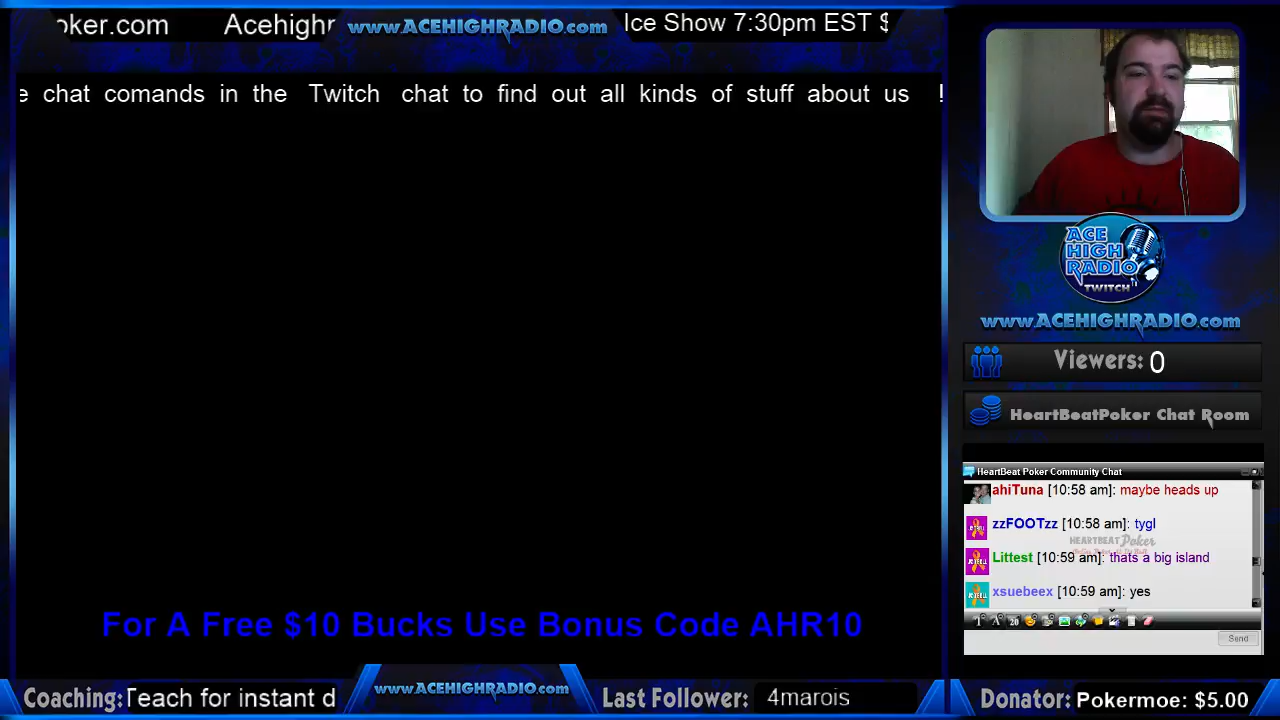 oker.com Acehighr www.ACEHIGHRADIO.com Ice Show 7:30pm EST $
e chat comands in the Twitch chat to find out all kinds of stuff about us !
ACE
HIGH
RADIO
TWITCH
www.ACEHIGHRADIO.com
Viewers: 0
HeartBeatPoker Chat Room
HeartBeat Poker Community Chat
ahiTuna [10:58 am]: maybe heads up
zzFOOTzz [10:58 am]: tygl
HEARTBEAT Poker
Littest [10:59 am]: thats a big island
xsuebeex [10:59 am]: yes
Send
For A Free $10 Bucks Use Bonus Code AHR10
Coaching: Teach for instant d www.ACEHIGHRADIO.com Last Follower: 4marois Donator: Pokermoe: $5.00